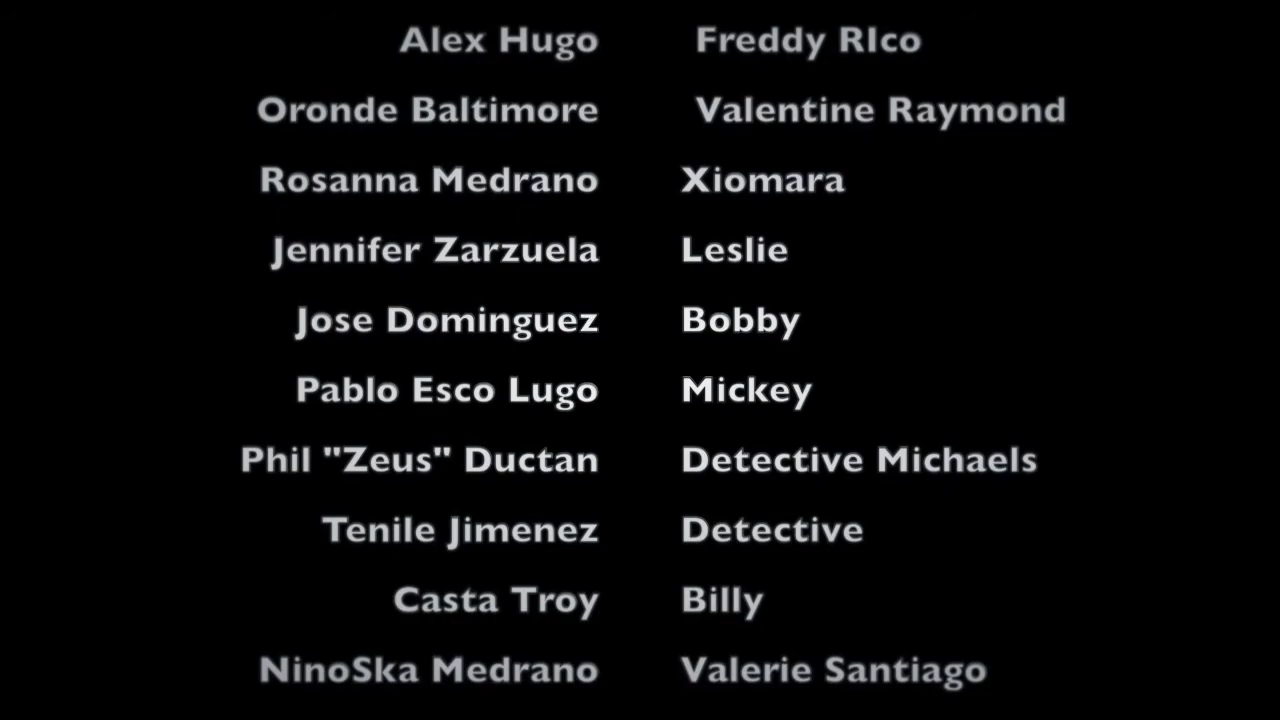 Alex Hugo Freddy RIco
Oronde Baltimore Valentine Raymond
Rosanna Medrano Xiomara
Jennifer Zarzuela Leslie
Jose Dominguez Bobby
Pablo Esco Lugo Mickey
Phil "Zeus" Ductan Detective Michaels
Tenile Jimenez Detective
Casta Troy Billy
NinoSka Medrano Valerie Santiago